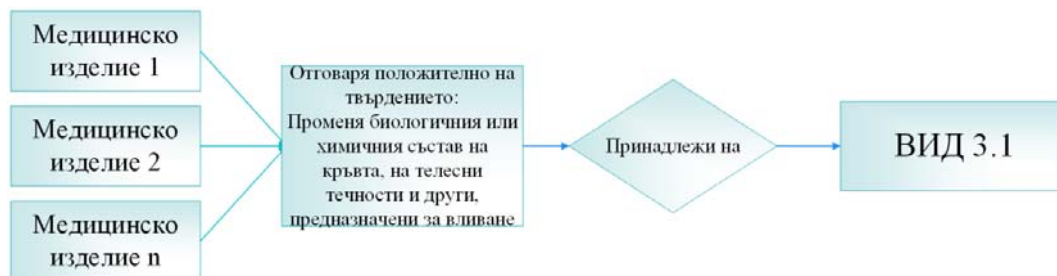 Медицинско
изделие 1
Медицинско
изделие 2
Медицинско
изделие n
Отговаря положително на
твърдението:
Променя биологичния или
химичния състав на
кръвта, на телесни
течности и други,
предназначени за вливане
Принадлежи на
ВИД 3.1